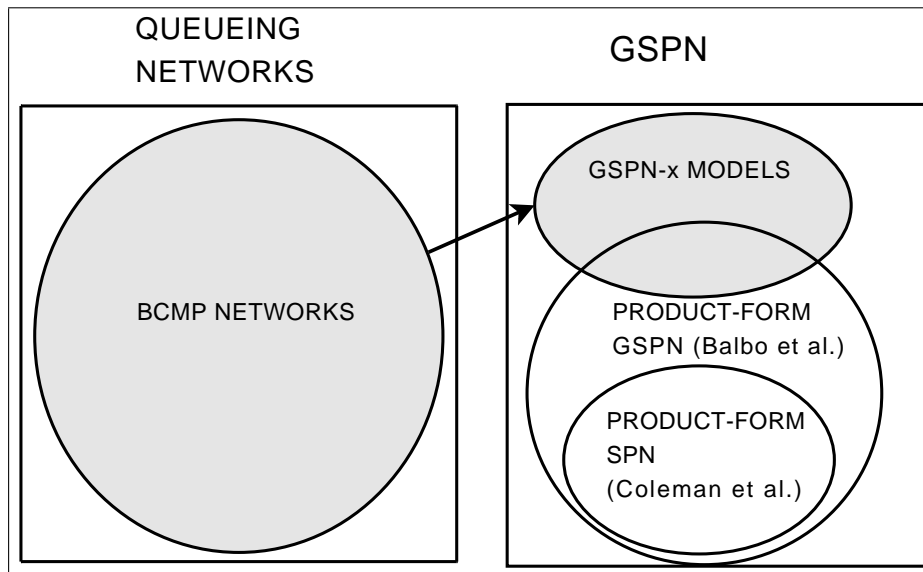 QUEUEING
NETWORKS
GSPN
GSPN-x MODELS
BCMP NETWORKS
PRODUCT-FORM
GSPN (Balbo et al.)
PRODUCT-FORM
SPN
(Coleman et al.)